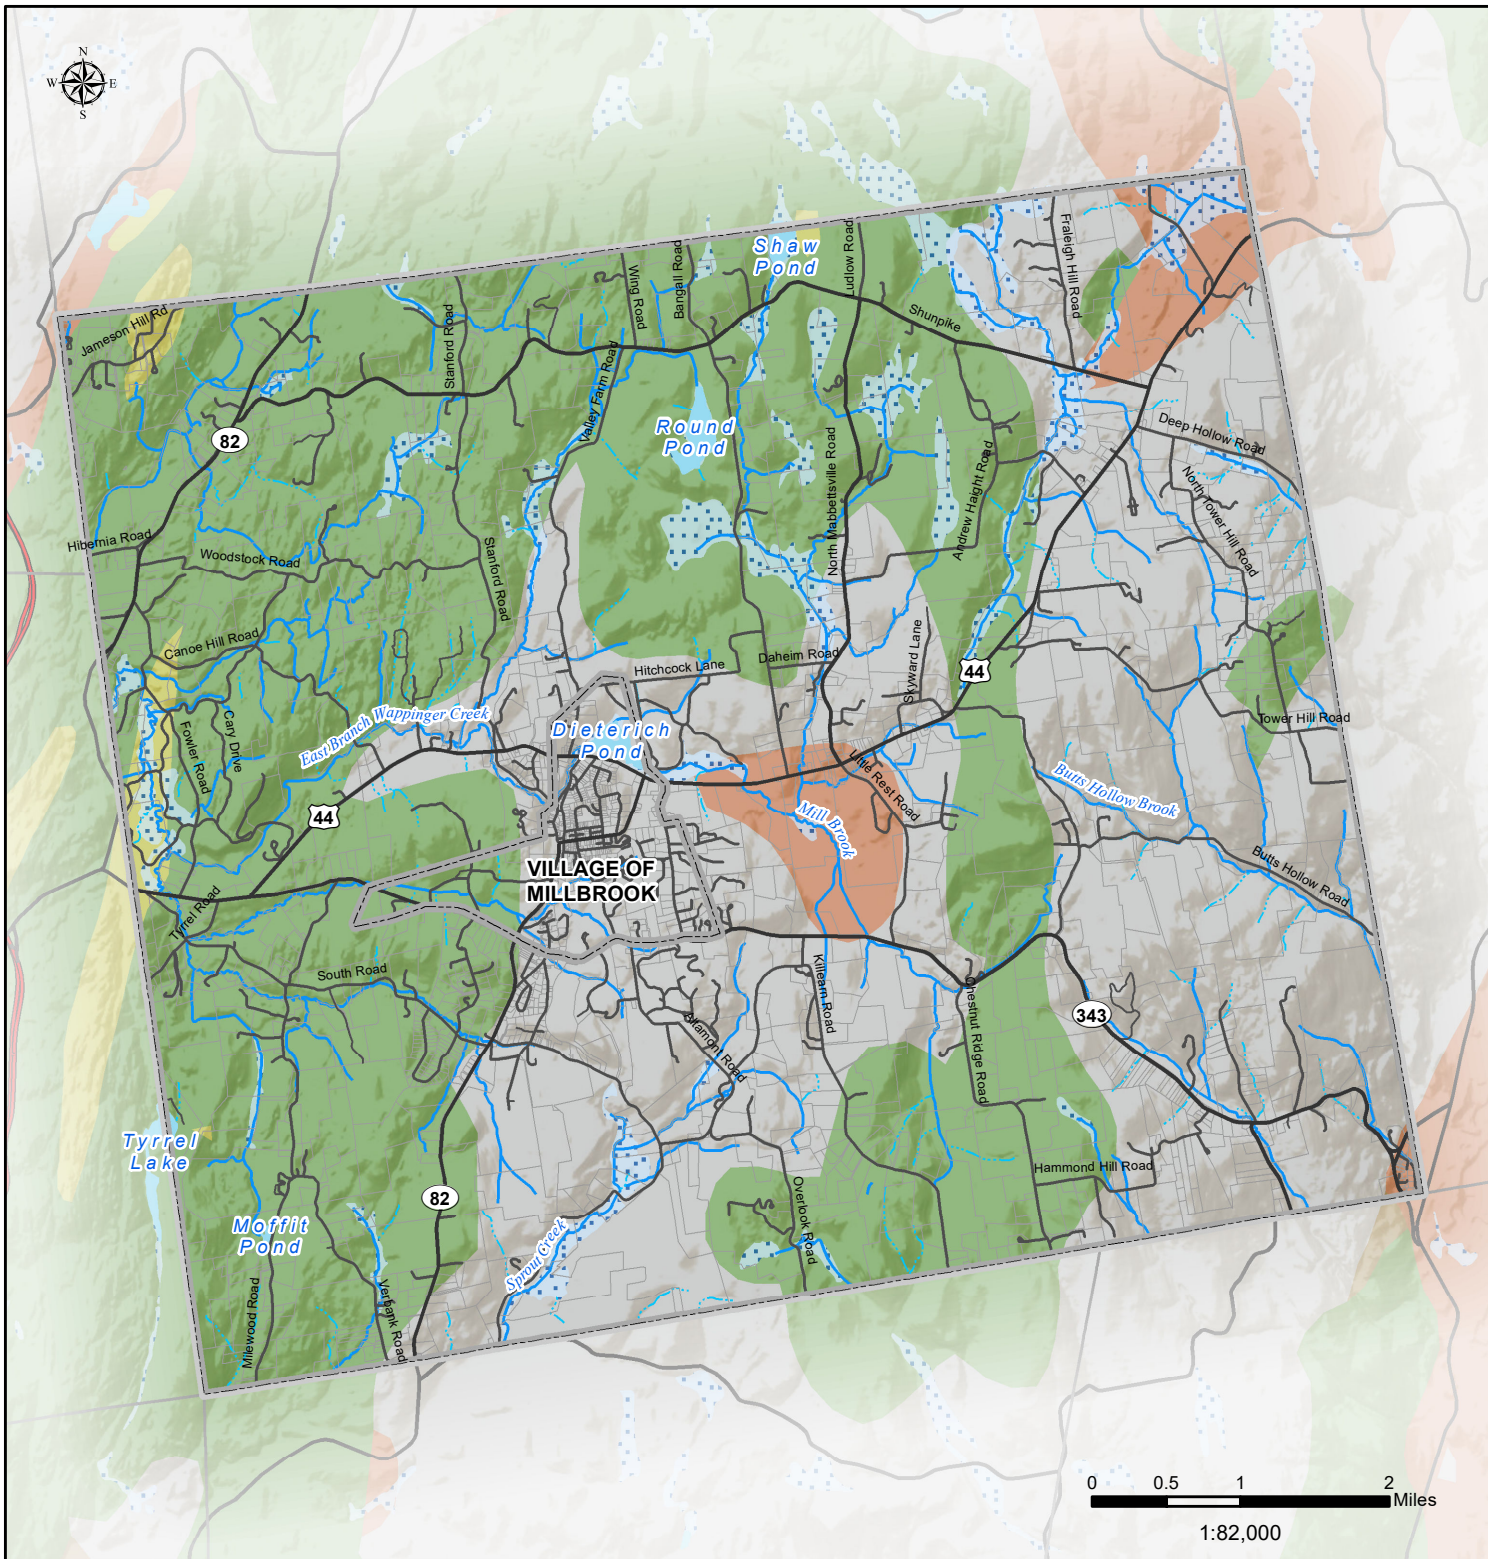 N
W E
S
Shaw
Pond
Ludlow Road
Fraleigh Hill Road
Wing Road
Bangall Road
Jameson Hill Rd
Stanford Road
Shunpike
Valley Farm Road
82
Round
Pond
Deep Hollow Road
North Mabbettsville Road
Andrew Haight Road
North Tower Hill Road
Hibernia Road
Woodstock Road
Stanford Road
Canoe Hill Road
Hitchcock Lane
Daheim Road
Skyward Lane
44
Tower Hill Road
Fowler Road
Cary Drive
East Branch Wappinger Creek
Dieterich
Pond
Little Rest Road
Butts Hollow Brook
44
Mill Brook
VILLAGE OF
MILLBROOK
Butts Hollow Road
Tyrrel Road
South Road
Killearn Road
Chestnut Ridge Road
343
Altamont Road
Tyrrel
Lake
Hammond Hill Road
82
Overlook Road
Moffit
Pond
Sprout Creek
Milewood Road
Verbank Road
0 0.5 1 2
Miles
1:82,000